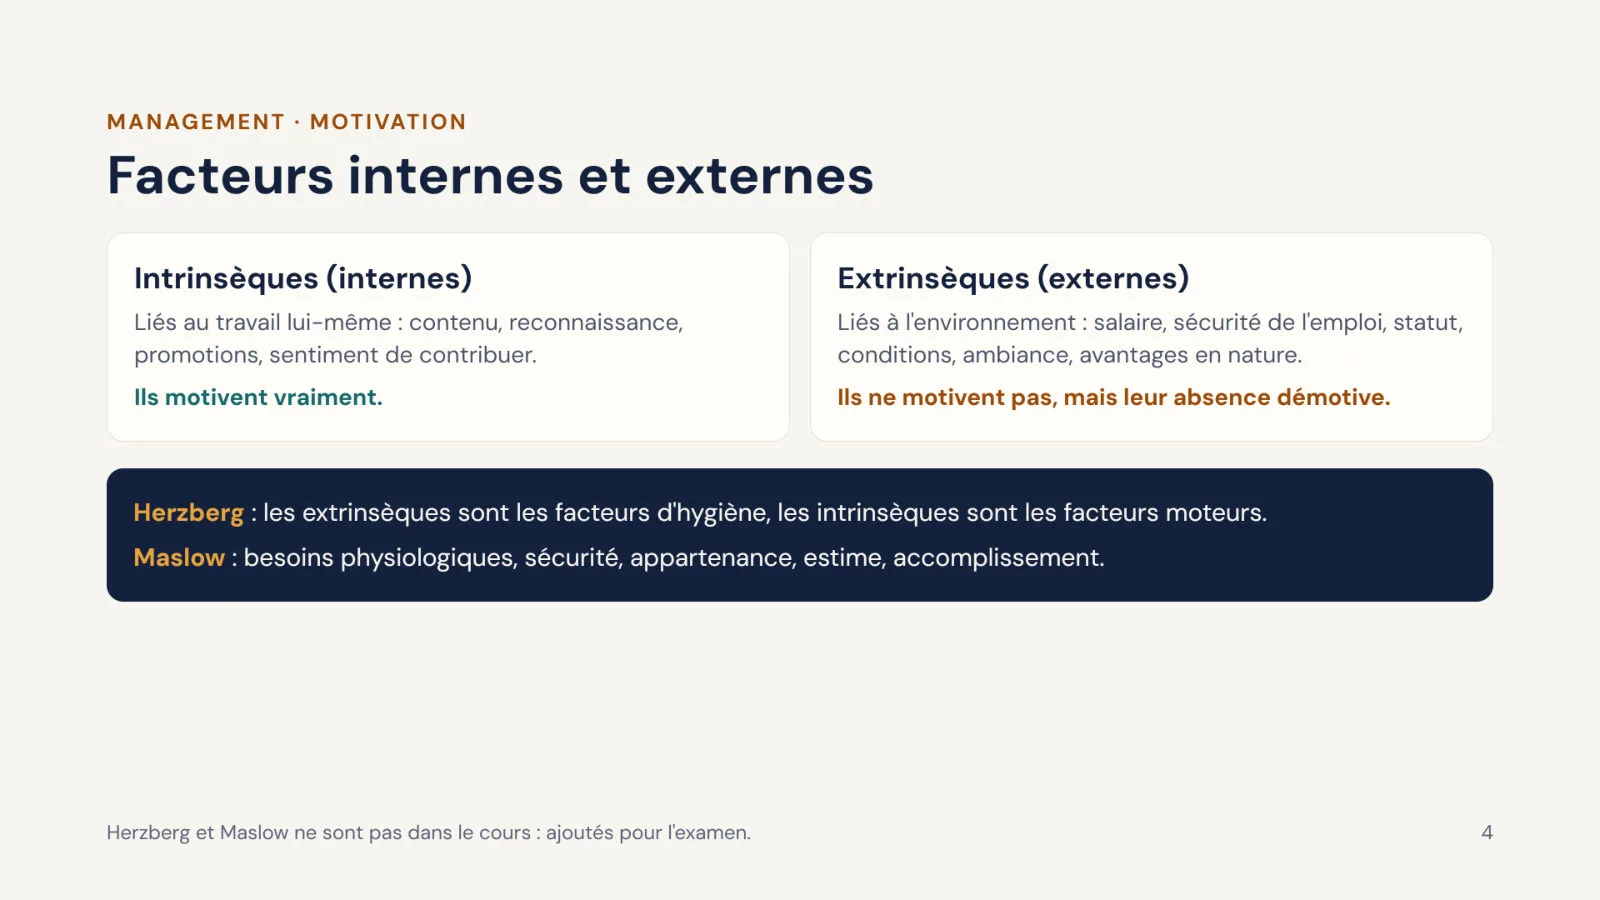 MANAGEMENT · MOTIVATION
Facteurs internes et externes
Intrinsèques (internes)
Liés au travail lui-même : contenu, reconnaissance,
promotions, sentiment de contribuer.
Ils motivent vraiment.
Extrinsèques (externes)
Liés à l'environnement : salaire, sécurité de l'emploi, statut,
conditions, ambiance, avantages en nature.
Ils ne motivent pas, mais leur absence démotive.
Herzberg : les extrinsèques sont les facteurs d'hygiène, les intrinsèques sont les facteurs moteurs.
Maslow : besoins physiologiques, sécurité, appartenance, estime, accomplissement.
Herzberg et Maslow ne sont pas dans le cours : ajoutés pour l'examen.
4